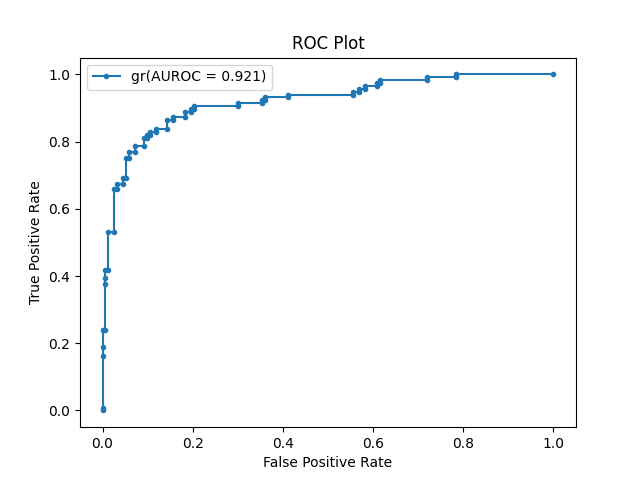 ROC Plot
gr(AUROC = 0.921)
True Positive Rate
1.0
0.8
0.6
0.4
0.2
0.0
0.0 0.2 0.4 0.6 0.8 1.0
False Positive Rate